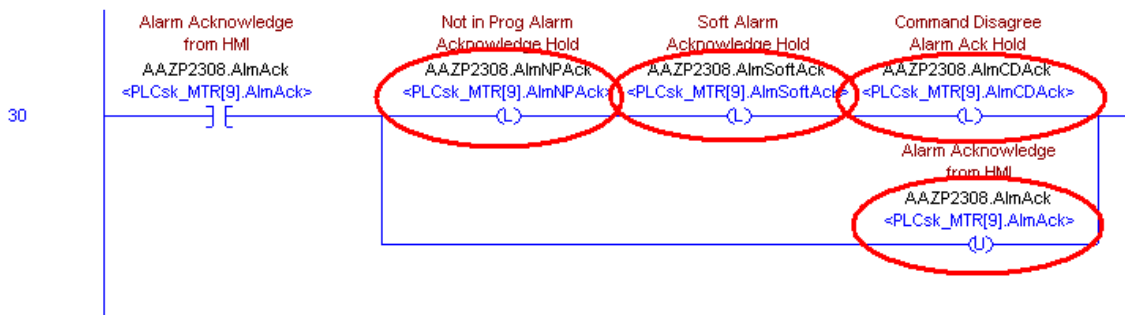 Alarm Acknowledge
from HMI
AAZP2308.AlmAck
<PLCsk_MTR[9].AlmAck>
Not in Prog Alarm
Acknowledge Hold
AAZP2308.AlmNPAck
<PLCsk_MTR[9].AlmNPAck>
(L)
Soft Alarm
Acknowledge Hold
AAZP2308.AlmSoftAck
<PLCsk_MTR[9].AlmSoftAck>
(L)
Command Disagree
Alarm Ack Hold
AAZP2308.AlmCDAck
<PLCsk_MTR[9].AlmCDAck>
(L)
30
Alarm Acknowledge
from HMI
AAZP2308.AlmAck
<PLCsk_MTR[9].AlmAck>
(U)